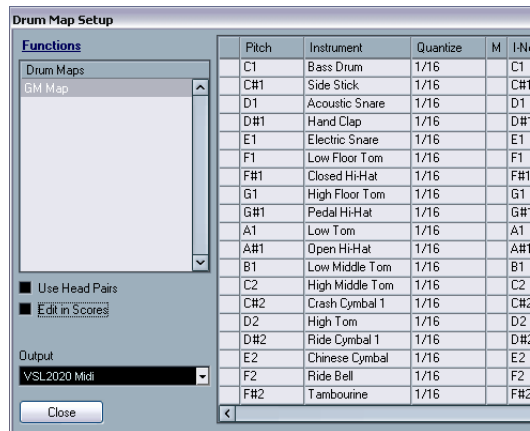 Drum Map Setup
Functions
Drum Maps
GM Map
Use Head Pairs
Edit in Scores
Output
VSL2020 Midi
Close
Pitch Instrument Quantize M I-No
C1 Bass Drum 1/16 C1
C#1 Side Stick 1/16 C#1
D1 Acoustic Snare 1/16 D1
D#1 Hand Clap 1/16 D#1
E1 Electric Snare 1/16 E1
F1 Low Floor Tom 1/16 F1
F#1 Closed Hi-Hat 1/16 F#1
G1 High Floor Tom 1/16 G1
G#1 Pedal Hi-Hat 1/16 G#1
A1 Low Tom 1/16 A1
A#1 Open Hi-Hat 1/16 A#1
B1 Low Middle Tom 1/16 B1
C2 High Middle Tom 1/16 C2
C#2 Crash Cymbal 1 1/16 C#2
D2 High Tom 1/16 D2
D#2 Ride Cymbal 1 1/16 D#2
E2 Chinese Cymbal 1/16 E2
F2 Ride Bell 1/16 F2
F#2 Tambourine 1/16 F#2